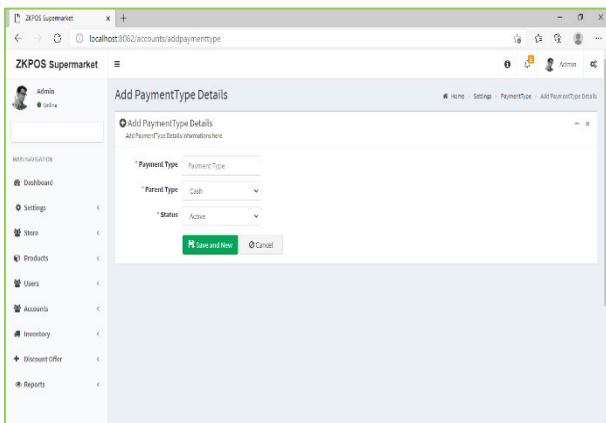 ZKPOS Supermarket
localhost:8082/accounts/addpaymenttype
ZKPOS Supermarket
Admin
Admin
Online
Add PaymentType Details
Home - Settings - PaymentType - Add PaymentType Details
Add PaymentType Details
Add PaymentType Details informations here.
* Payment Type Payment Type
* Parent Type Cash
* Status Active
Save and New Cancel
MAIN NAVIGATION
Dashboard
Settings
Store
Products
Users
Accounts
Inventory
Discount Offer
Reports